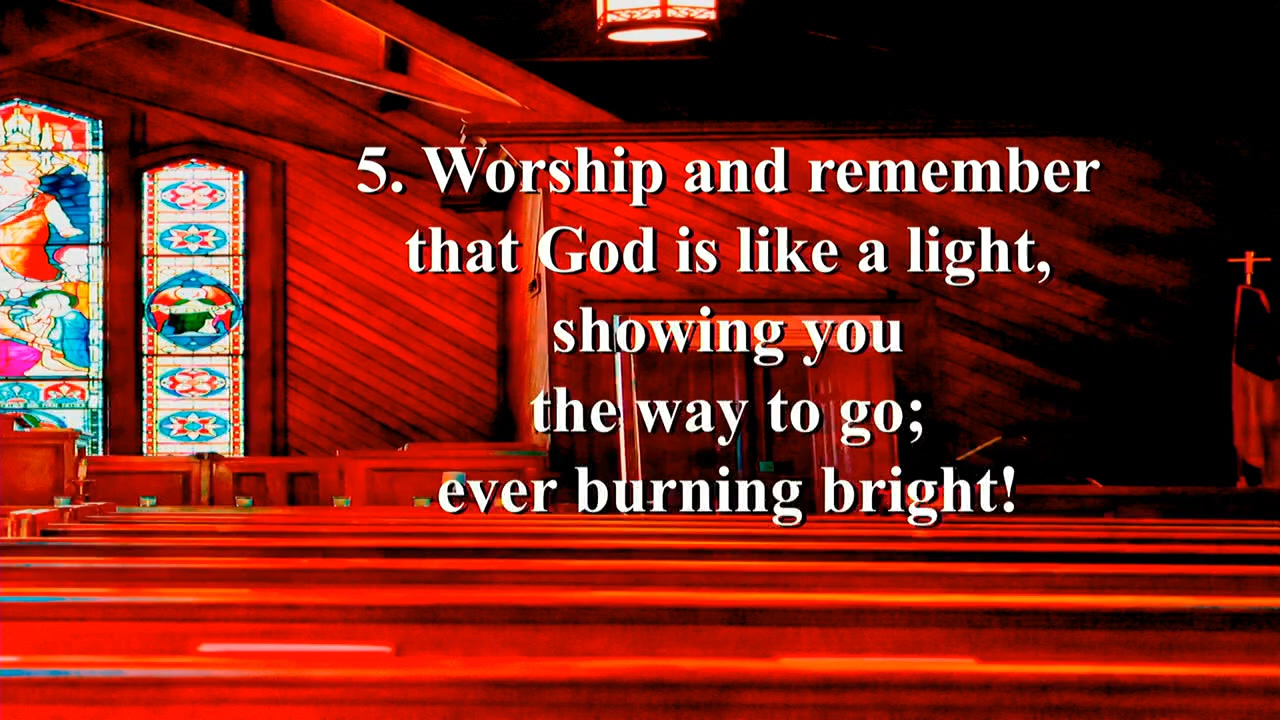 5. Worship and remember
that God is like a light,
showing you
the way to go;
ever burning bright!